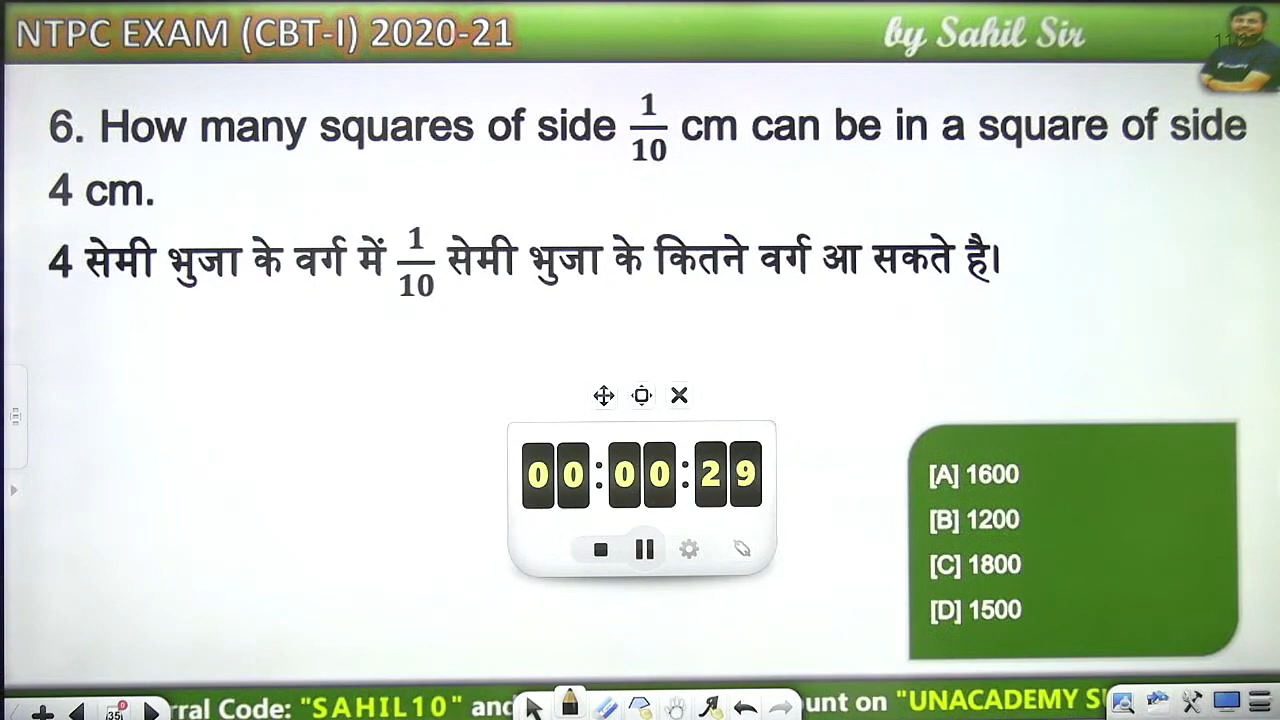 NTPC EXAM (CBT-I) 2020-21
by Sahil Sir
6. How many squares of side 1/10 cm can be in a square of side
4 cm.
4 सेमी भुजा के वर्ग में 1/10 सेमी भुजा के कितने वर्ग आ सकते है।
00:00:29
[A] 1600
[B] 1200
[C] 1800
[D] 1500
35
rral Code: "SAHIL10" and
unt on "UNACADEMY S